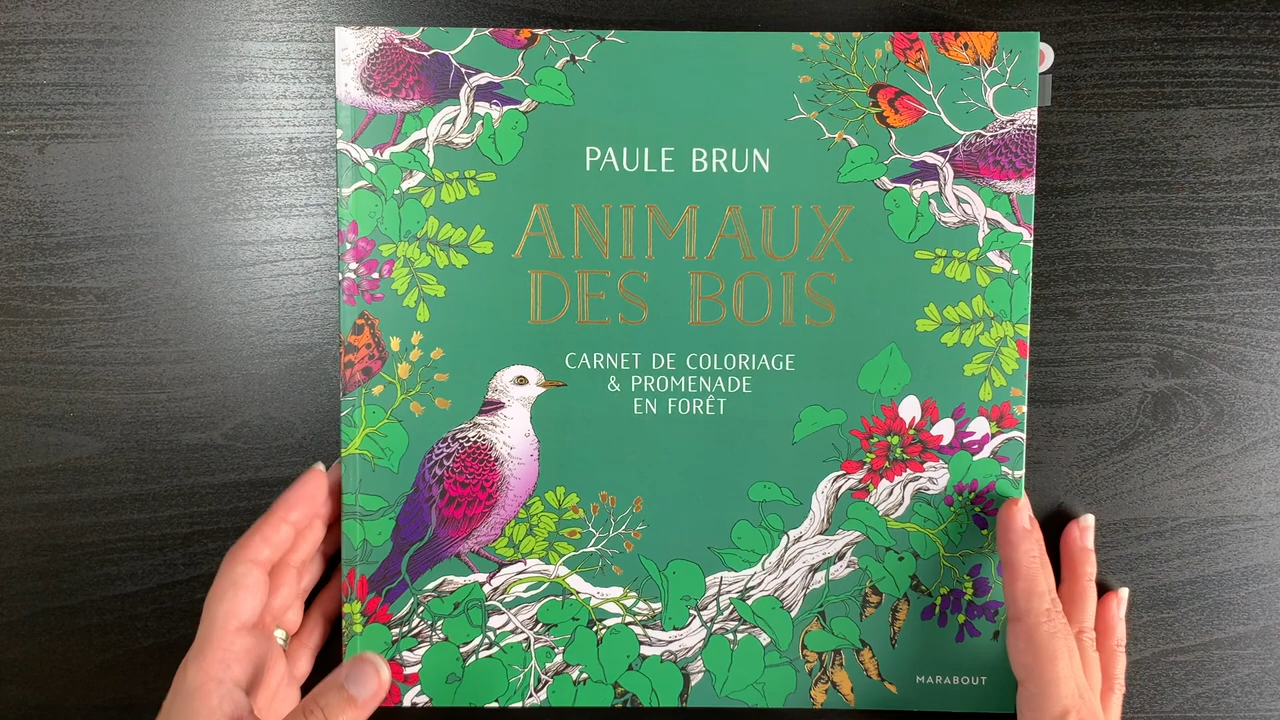 PAULE BRUN
ANIMAUX
DES BOIS
CARNET DE COLORIAGE
& PROMENADE
EN FORÊT
MARABOUT